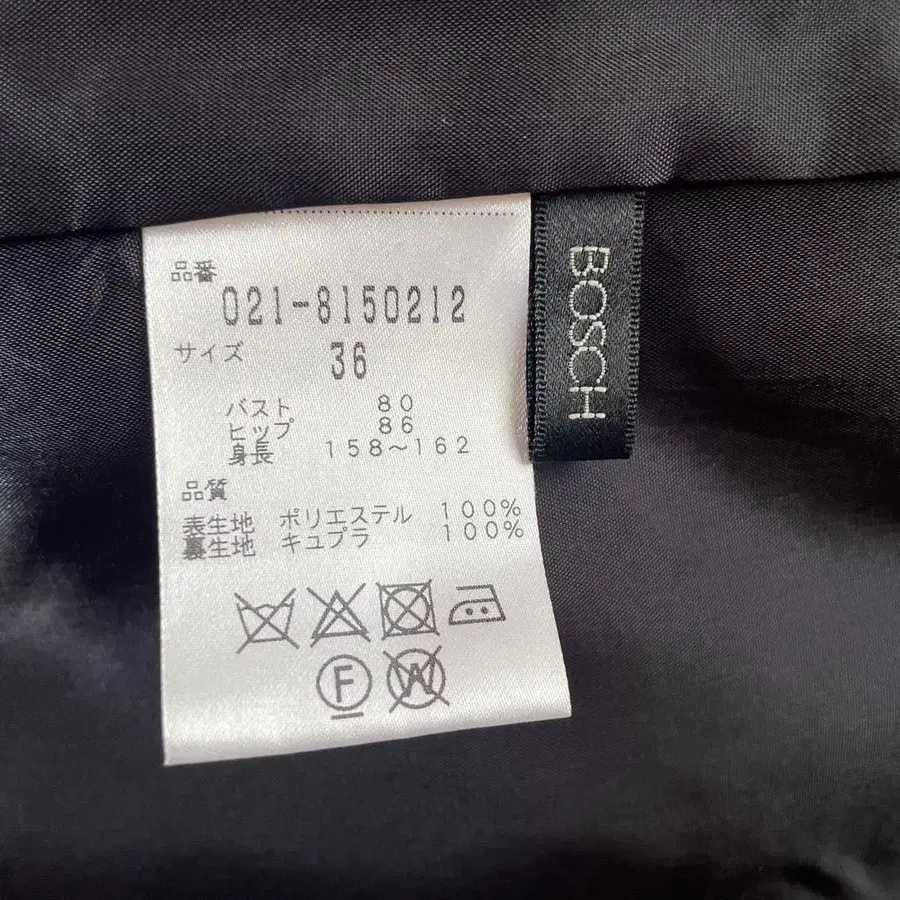 品番
021-8150212
サイズ 36
バスト 80
ヒップ 86
身長 158～162
品質
表生地 ポリエステル 100%
裏生地 キュプラ 100%
F W
BOSCH